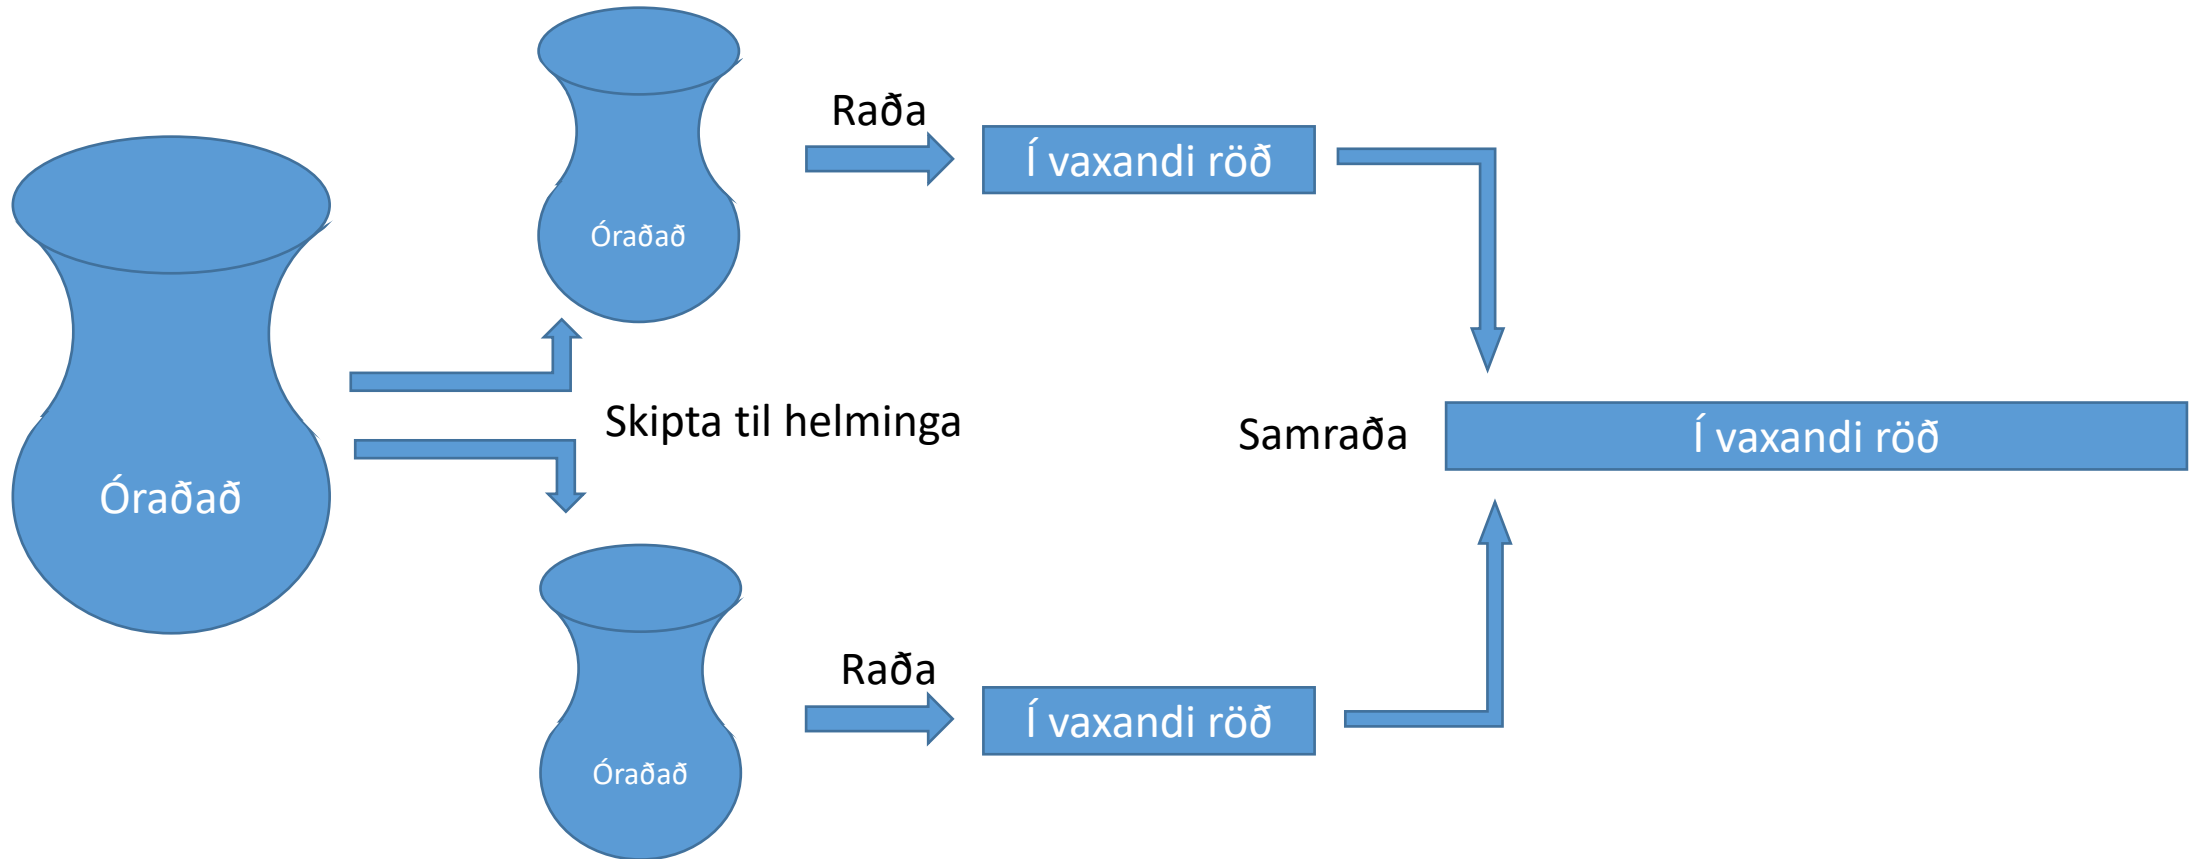 Óraðað
Óraðað
Raða
Í vaxandi röð
Skipta til helminga
Samraða
Í vaxandi röð
Óraðað
Raða
Í vaxandi röð